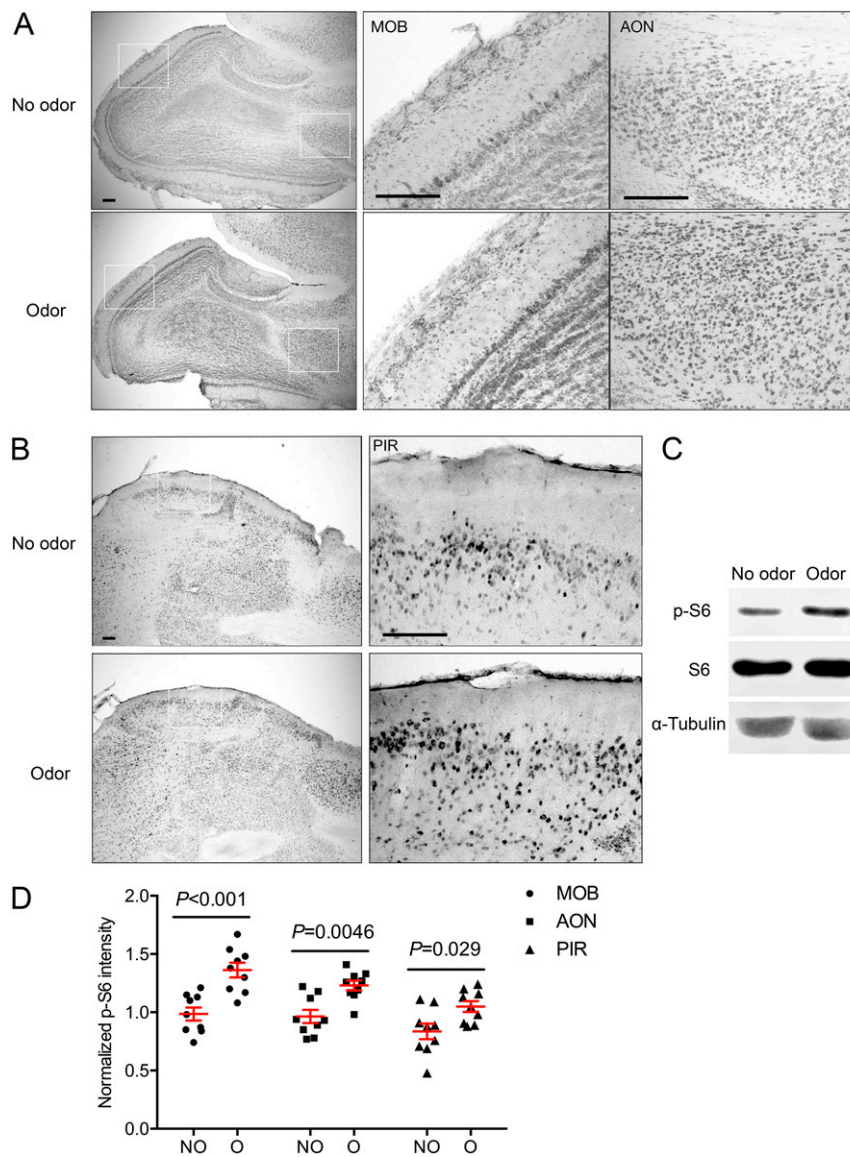 A
MOB
AON
No odor
Odor
B
PIR
No odor
Odor
C
No odor Odor
p-S6
S6
α-Tubulin
D
Normalized p-S6 intensity
2.0
1.5
1.0
0.5
0.0
P<0.001
P=0.0046
P=0.029
NO O NO O NO O
MOB
AON
PIR